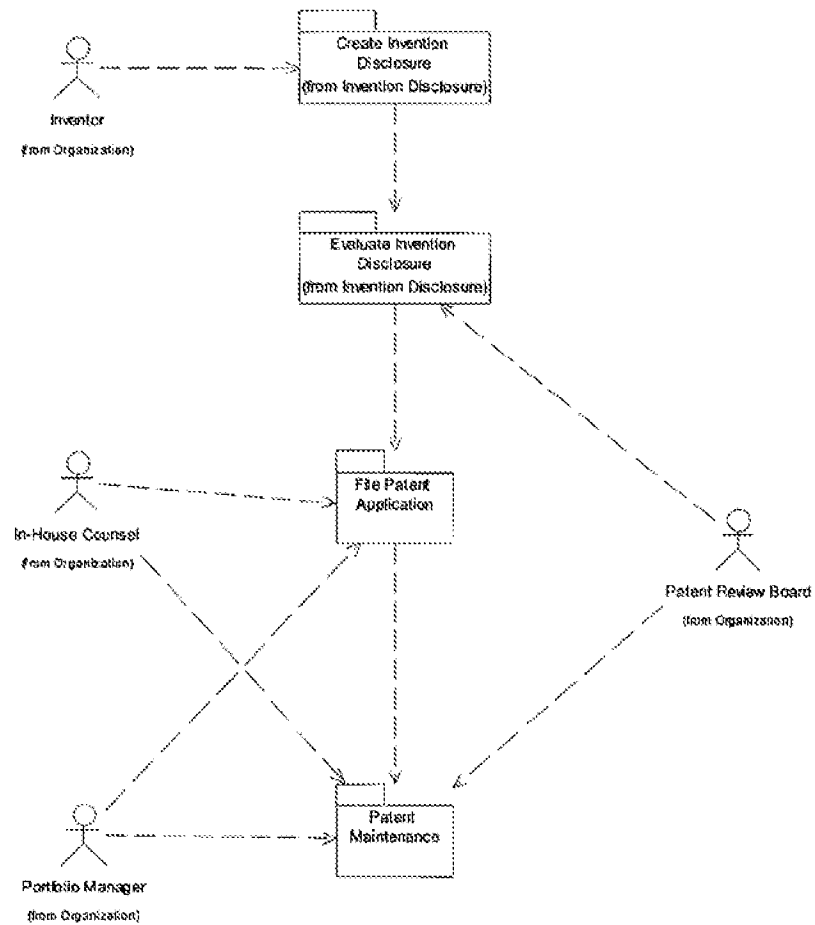 Create Invention
Disclosure
(from Invention Disclosure)
Inventor
(from Organization)
Evaluate Invention
Disclosure
(from Invention Disclosure)
File Patent
Application
In-House Counsel
(from Organization)
Patent Review Board
(from Organization)
Patent
Maintenance
Portfolio Manager
(from Organization)